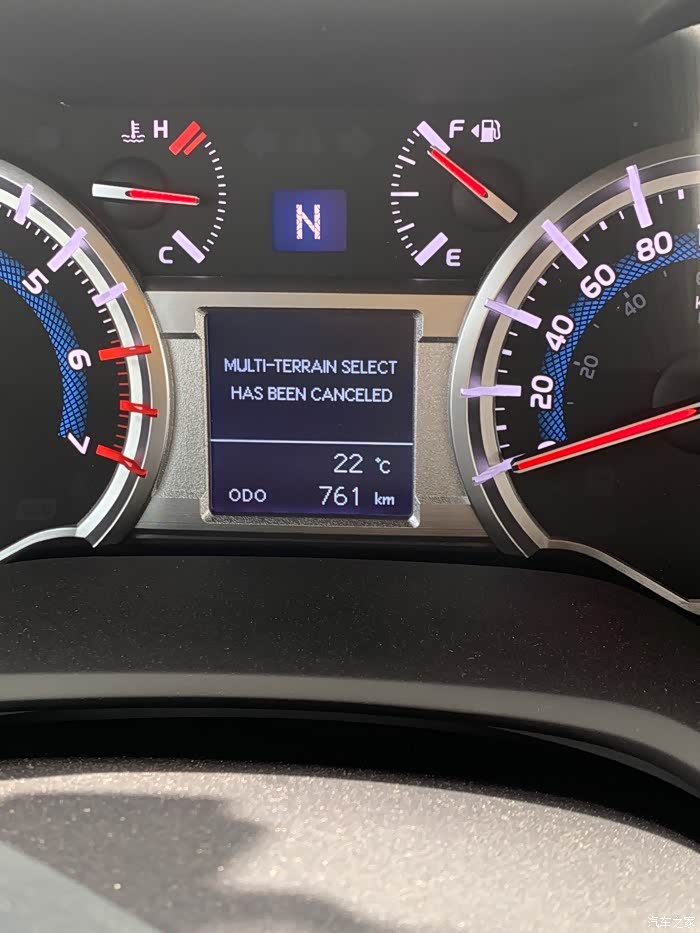 H
F
N
C
E
5
6
7
20
40
60
80
20
40
MULTI-TERRAIN SELECT
HAS BEEN CANCELED
22 °C
ODO 761 km
汽车之家